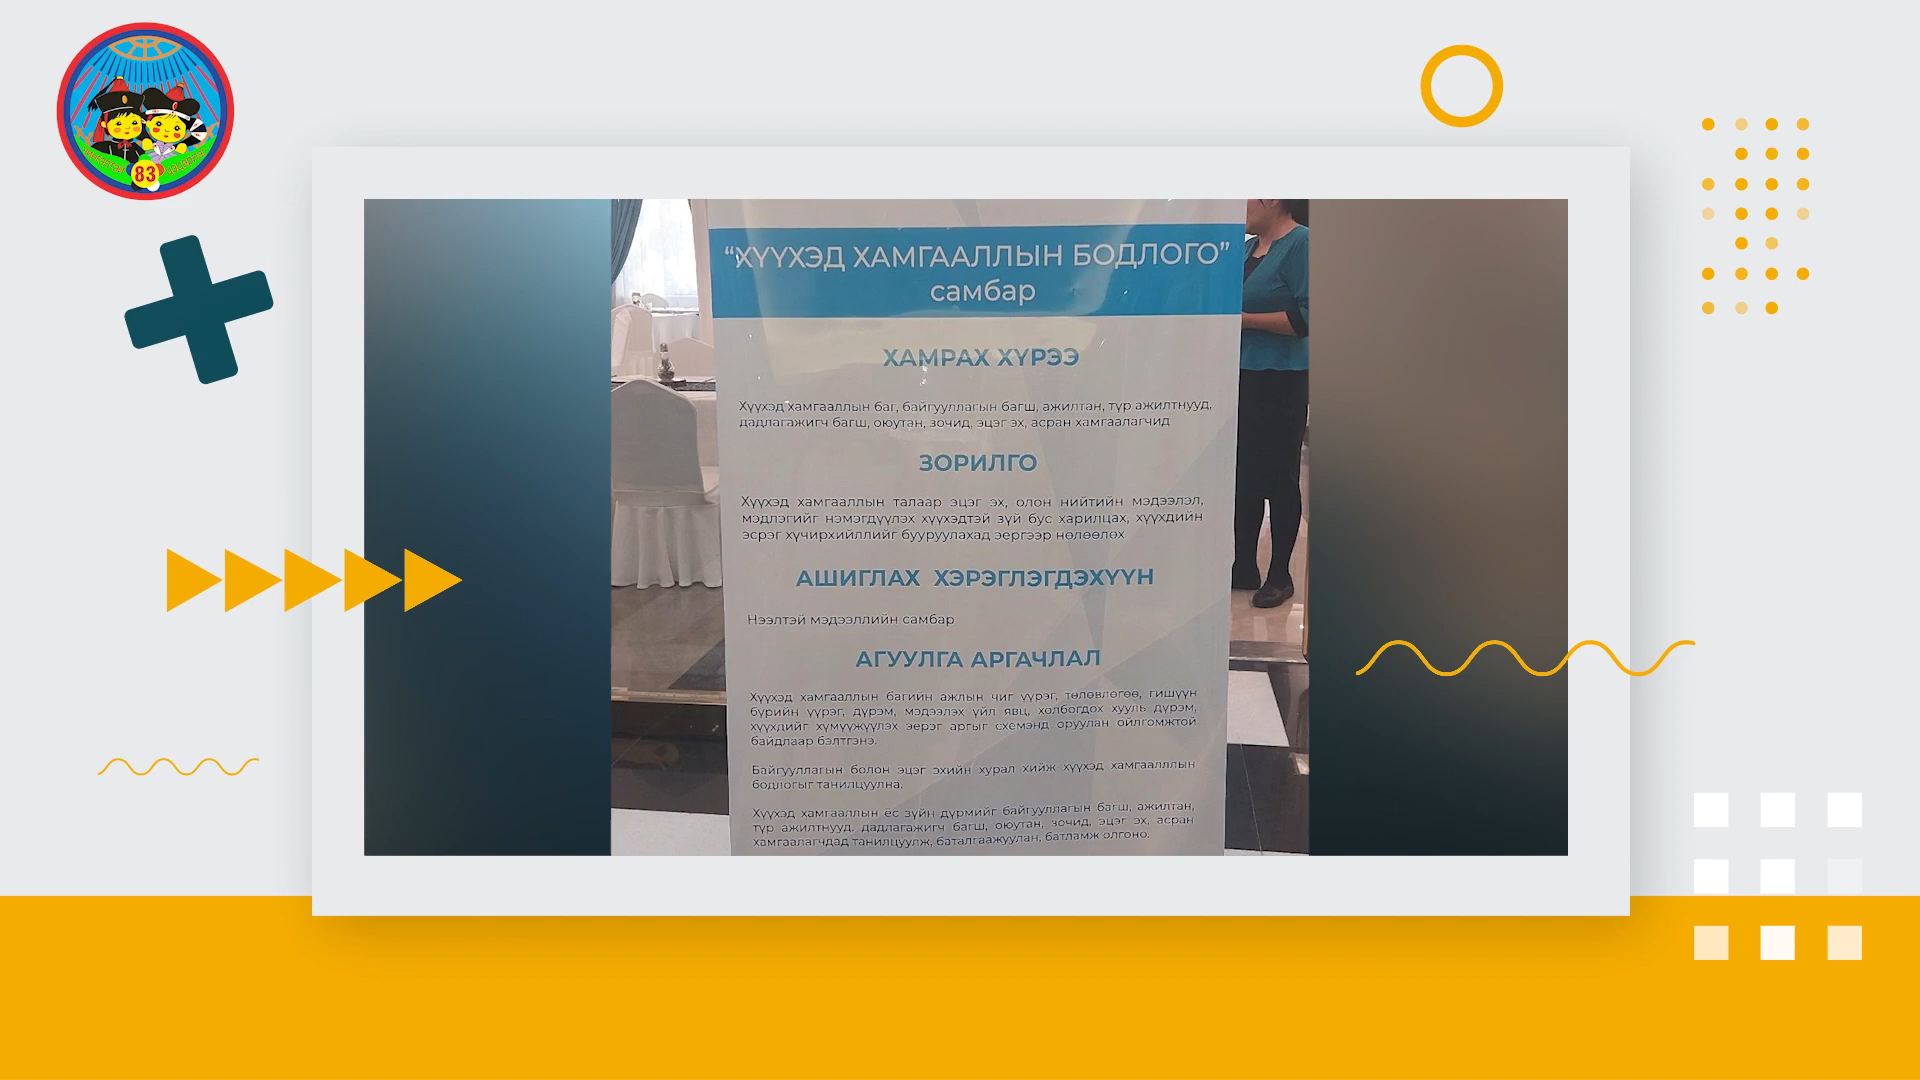 83
“ХҮҮХЭД ХАМГААЛЛЫН БОДЛОГО”
самбар
ХАМРАХ ХҮРЭЭ
Хүүхэд хамгааллын баг, байгууллагын багш, ажилтан, түр ажилтнууд,
дадлагажигч багш, оюутан, зочид, эцэг эх, асран хамгаалагчид
ЗОРИЛГО
Хүүхэд хамгааллын талаар эцэг эх, олон нийтийн мэдээлэл,
мэдлэгийг нэмэгдүүлэх хүүхэдтэй зүй бус харилцах, хүүхдийн
эсрэг хүчирхийллийг бууруулахад эергээр нөлөөлөх
АШИГЛАХ ХЭРЭГЛЭГДЭХҮҮН
Нээлтэй мэдээллийн самбар
АГУУЛГА АРГАЧЛАЛ
Хүүхэд хамгааллын багийн ажлын чиг үүрэг, төлөвлөгөө, гишүүн
бүрийн үүрэг, дүрэм, мэдээлэх үйл явц, холбогдох хууль дүрэм,
хүүхдийг хүмүүжүүлэх эерэг аргыг схемэнд оруулан ойлгомжтой
байдлаар бэлтгэнэ.
Байгууллагын болон эцэг эхийн хурал хийж хүүхэд хамгаалллын
бодлогыг танилцуулна.
Хүүхэд хамгааллын ёс зүйн дүрмийг байгууллагын багш, ажилтан,
түр ажилтнууд. дадлагажигч багш, оюутан, зочид, эцэг эх, асран
хамгаалагчдад танилцуулж, баталгаажуулан, батламж олгоно.